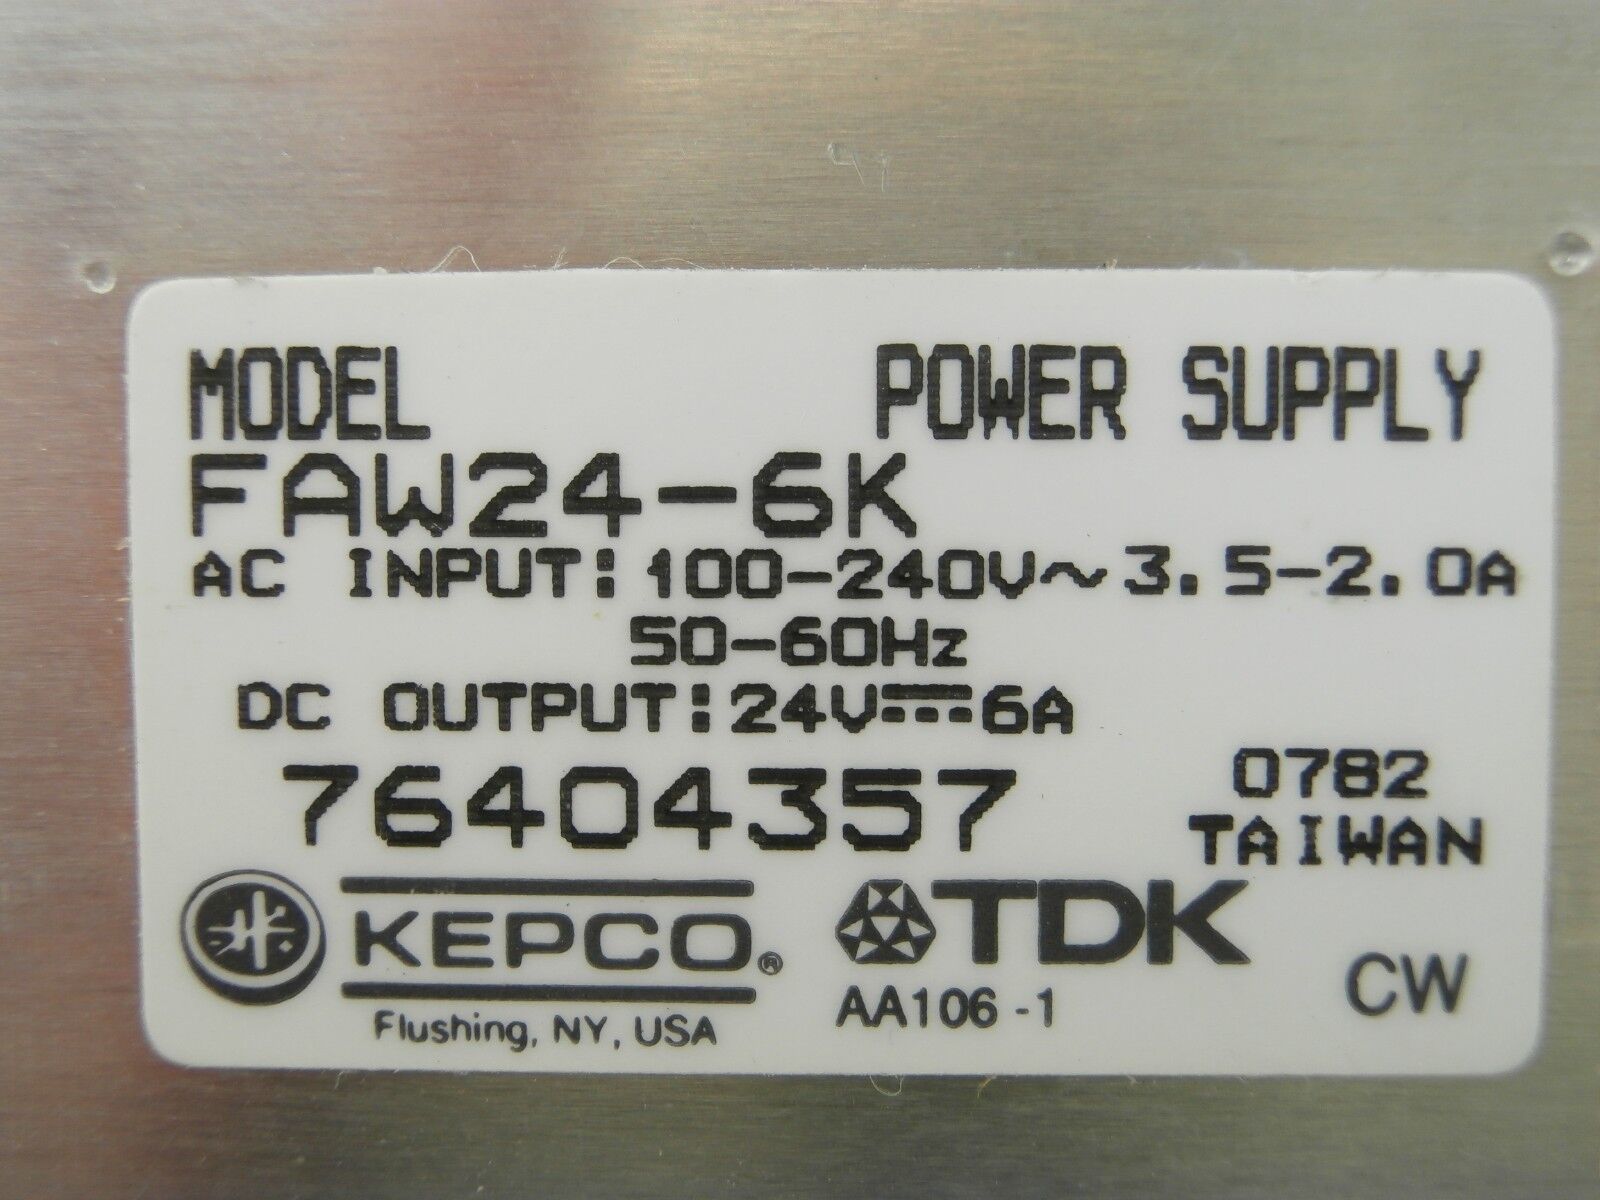 MODEL POWER SUPPLY
FAW24-6K
AC INPUT: 100-240V~3.5-2.0A
50-60Hz
DC OUTPUT: 24V⎓6A
76404357
0782
TAIWAN
KEPCO®
TDK
Flushing, NY, USA
AA106-1
CW